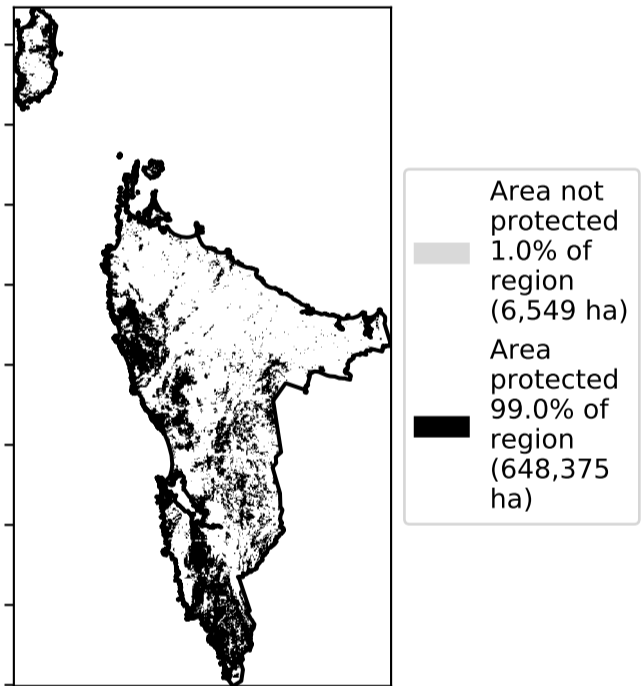 Area not
protected
1.0% of
region
(6,549 ha)
Area
protected
99.0% of
region
(648,375
ha)